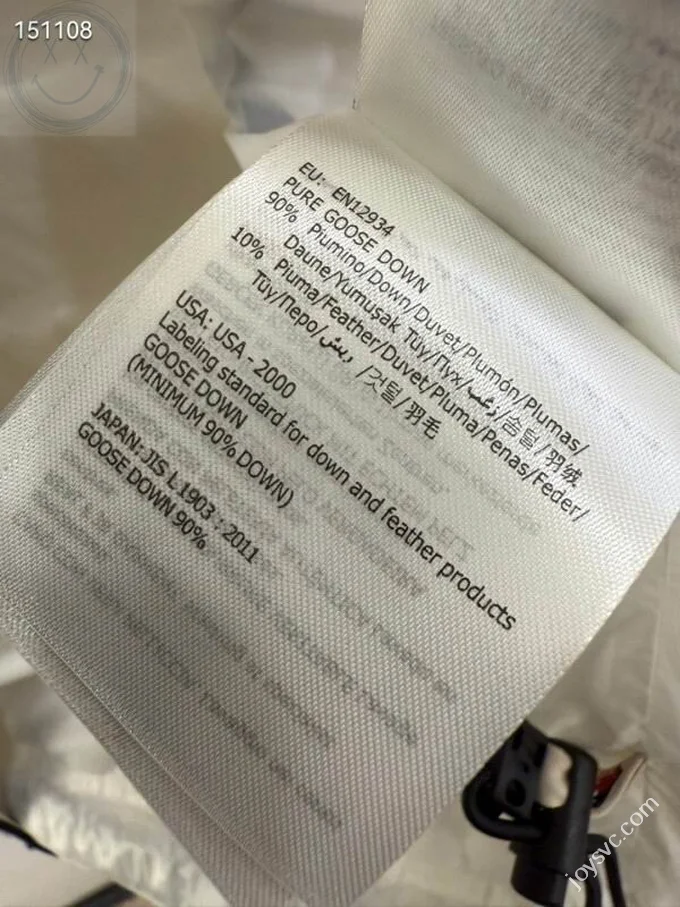 151108
EU: EN12934
PURE GOOSE DOWN
90% Piumino/Down/Duvet/Plumón/Plumas/
Daune/Yumuşak Tüy/Пух/زغب/솜털/羽绒
10% Piuma/Feather/Duvet/Pluma/Penas/Feder/
Tüy/Перо/ريش/깃털/羽毛
USA: USA - 2000
Labeling standard for down and feather products
GOOSE DOWN
(MINIMUM 90% DOWN)
JAPAN: JIS L 1903 : 2011
GOOSE DOWN 90%
joysvc.com